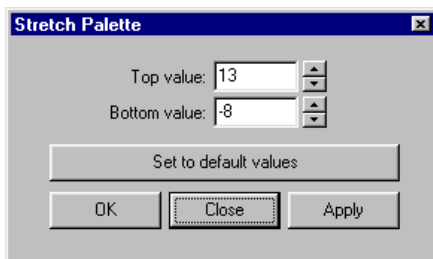 Stretch Palette
Top value: 13
Bottom value: -8
Set to default values
OK Close Apply